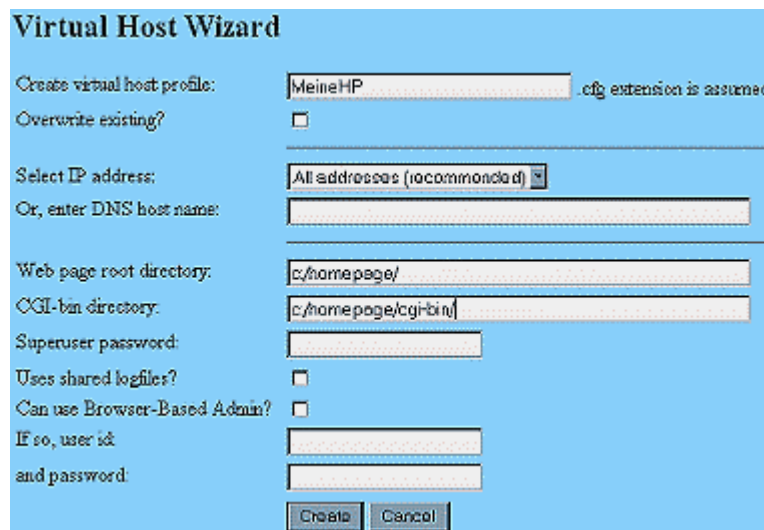 Virtual Host Wizard
Create virtual host profile: MeineHP .cfg extension is assumed
Overwrite existing?
Select IP address: All addresses (recommended)
Or, enter DNS host name:
Web page root directory: c:/homepage/
CGI-bin directory: c:/homepage/cgi-bin/
Superuser password:
Uses shared logfiles?
Can use Browser-Based Admin?
If so, user id:
and password:
Create Cancel